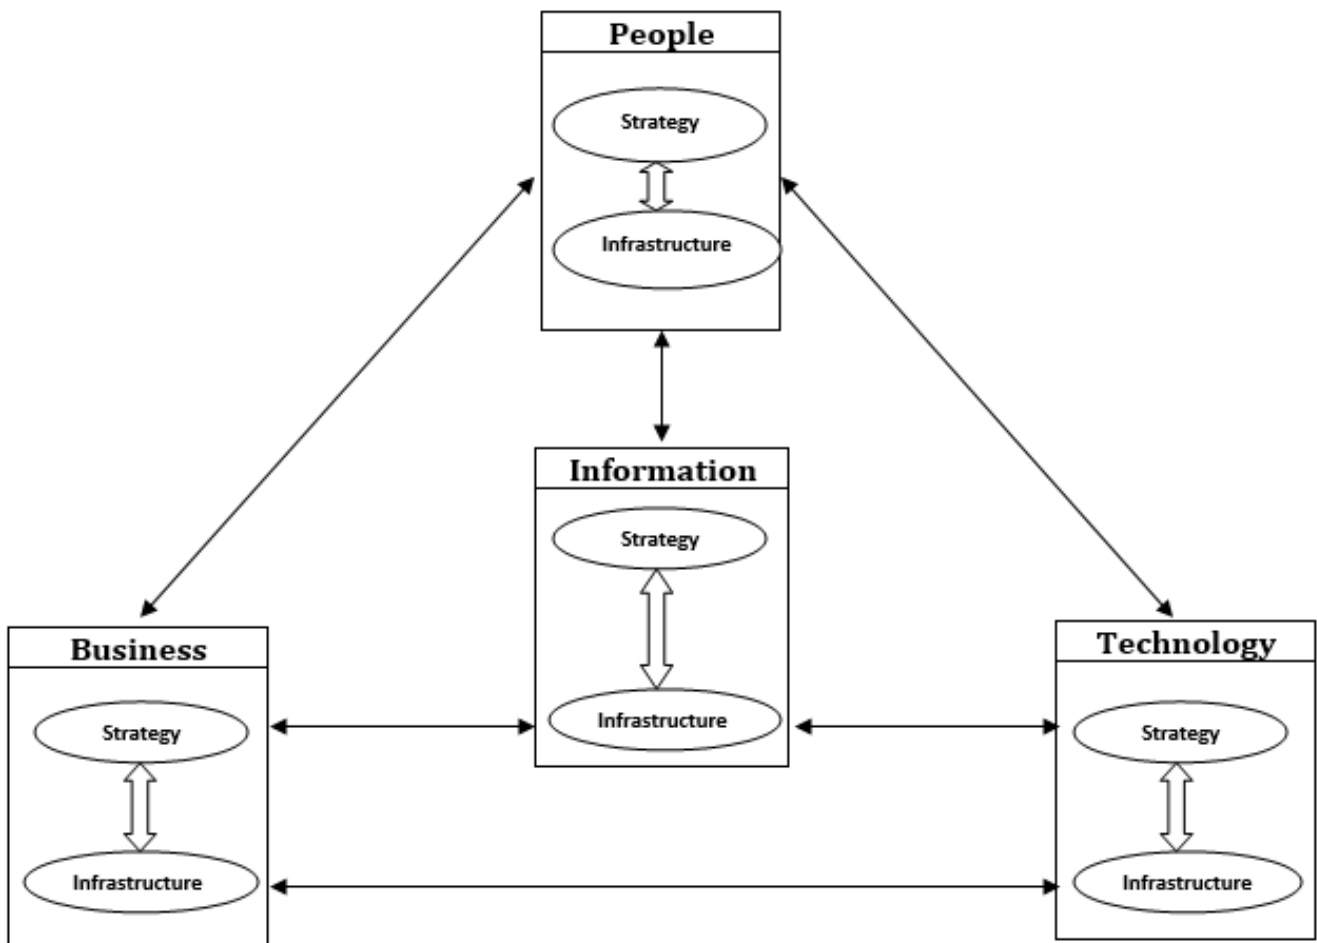 People
Strategy
Infrastructure
Information
Strategy
Infrastructure
Business
Strategy
Infrastructure
Technology
Strategy
Infrastructure